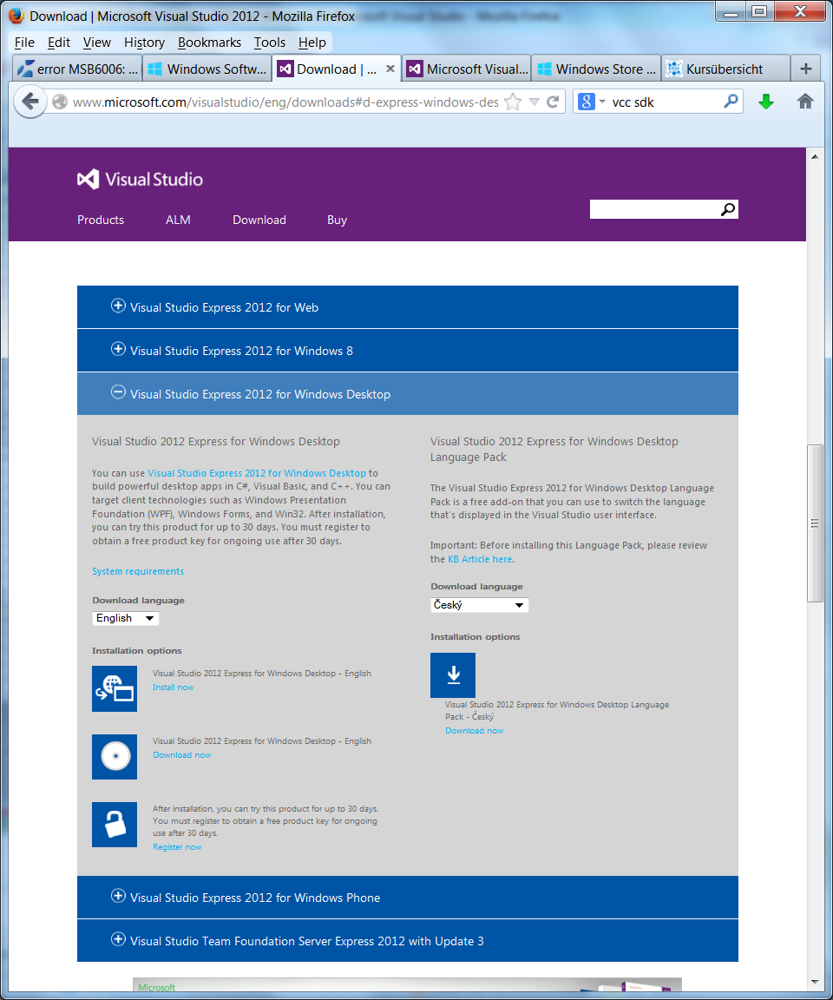 Download | Microsoft Visual Studio 2012 - Mozilla Firefox
File Edit View History Bookmarks Tools Help
error MSB6006: ... Windows Softw... Download | ... Microsoft Visual... Windows Store ... Kursübersicht
www.microsoft.com/visualstudio/eng/downloads#d-express-windows-des
8 vcc sdk
Visual Studio
Products ALM Download Buy
Visual Studio Express 2012 for Web
Visual Studio Express 2012 for Windows 8
Visual Studio Express 2012 for Windows Desktop
Visual Studio 2012 Express for Windows Desktop
You can use Visual Studio Express 2012 for Windows Desktop to
build powerful desktop apps in C#, Visual Basic, and C++. You can
target client technologies such as Windows Presentation
Foundation (WPF), Windows Forms, and Win32. After installation,
you can try this product for up to 30 days. You must register to
obtain a free product key for ongoing use after 30 days.
System requirements
Download language
English
Installation options
Visual Studio 2012 Express for Windows Desktop - English
Install now
Visual Studio 2012 Express for Windows Desktop - English
Download now
After installation, you can try this product for up to 30 days.
You must register to obtain a free product key for ongoing
use after 30 days.
Register now
Visual Studio 2012 Express for Windows Desktop
Language Pack
The Visual Studio Express 2012 for Windows Desktop Language
Pack is a free add-on that you can use to switch the language
that's displayed in the Visual Studio user interface.
Important: Before installing this Language Pack, please review
the KB Article here.
Download language
Český
Installation options
Visual Studio 2012 Express for Windows Desktop Language
Pack - Český
Download now
Visual Studio Express 2012 for Windows Phone
Visual Studio Team Foundation Server Express 2012 with Update 3
Microsoft